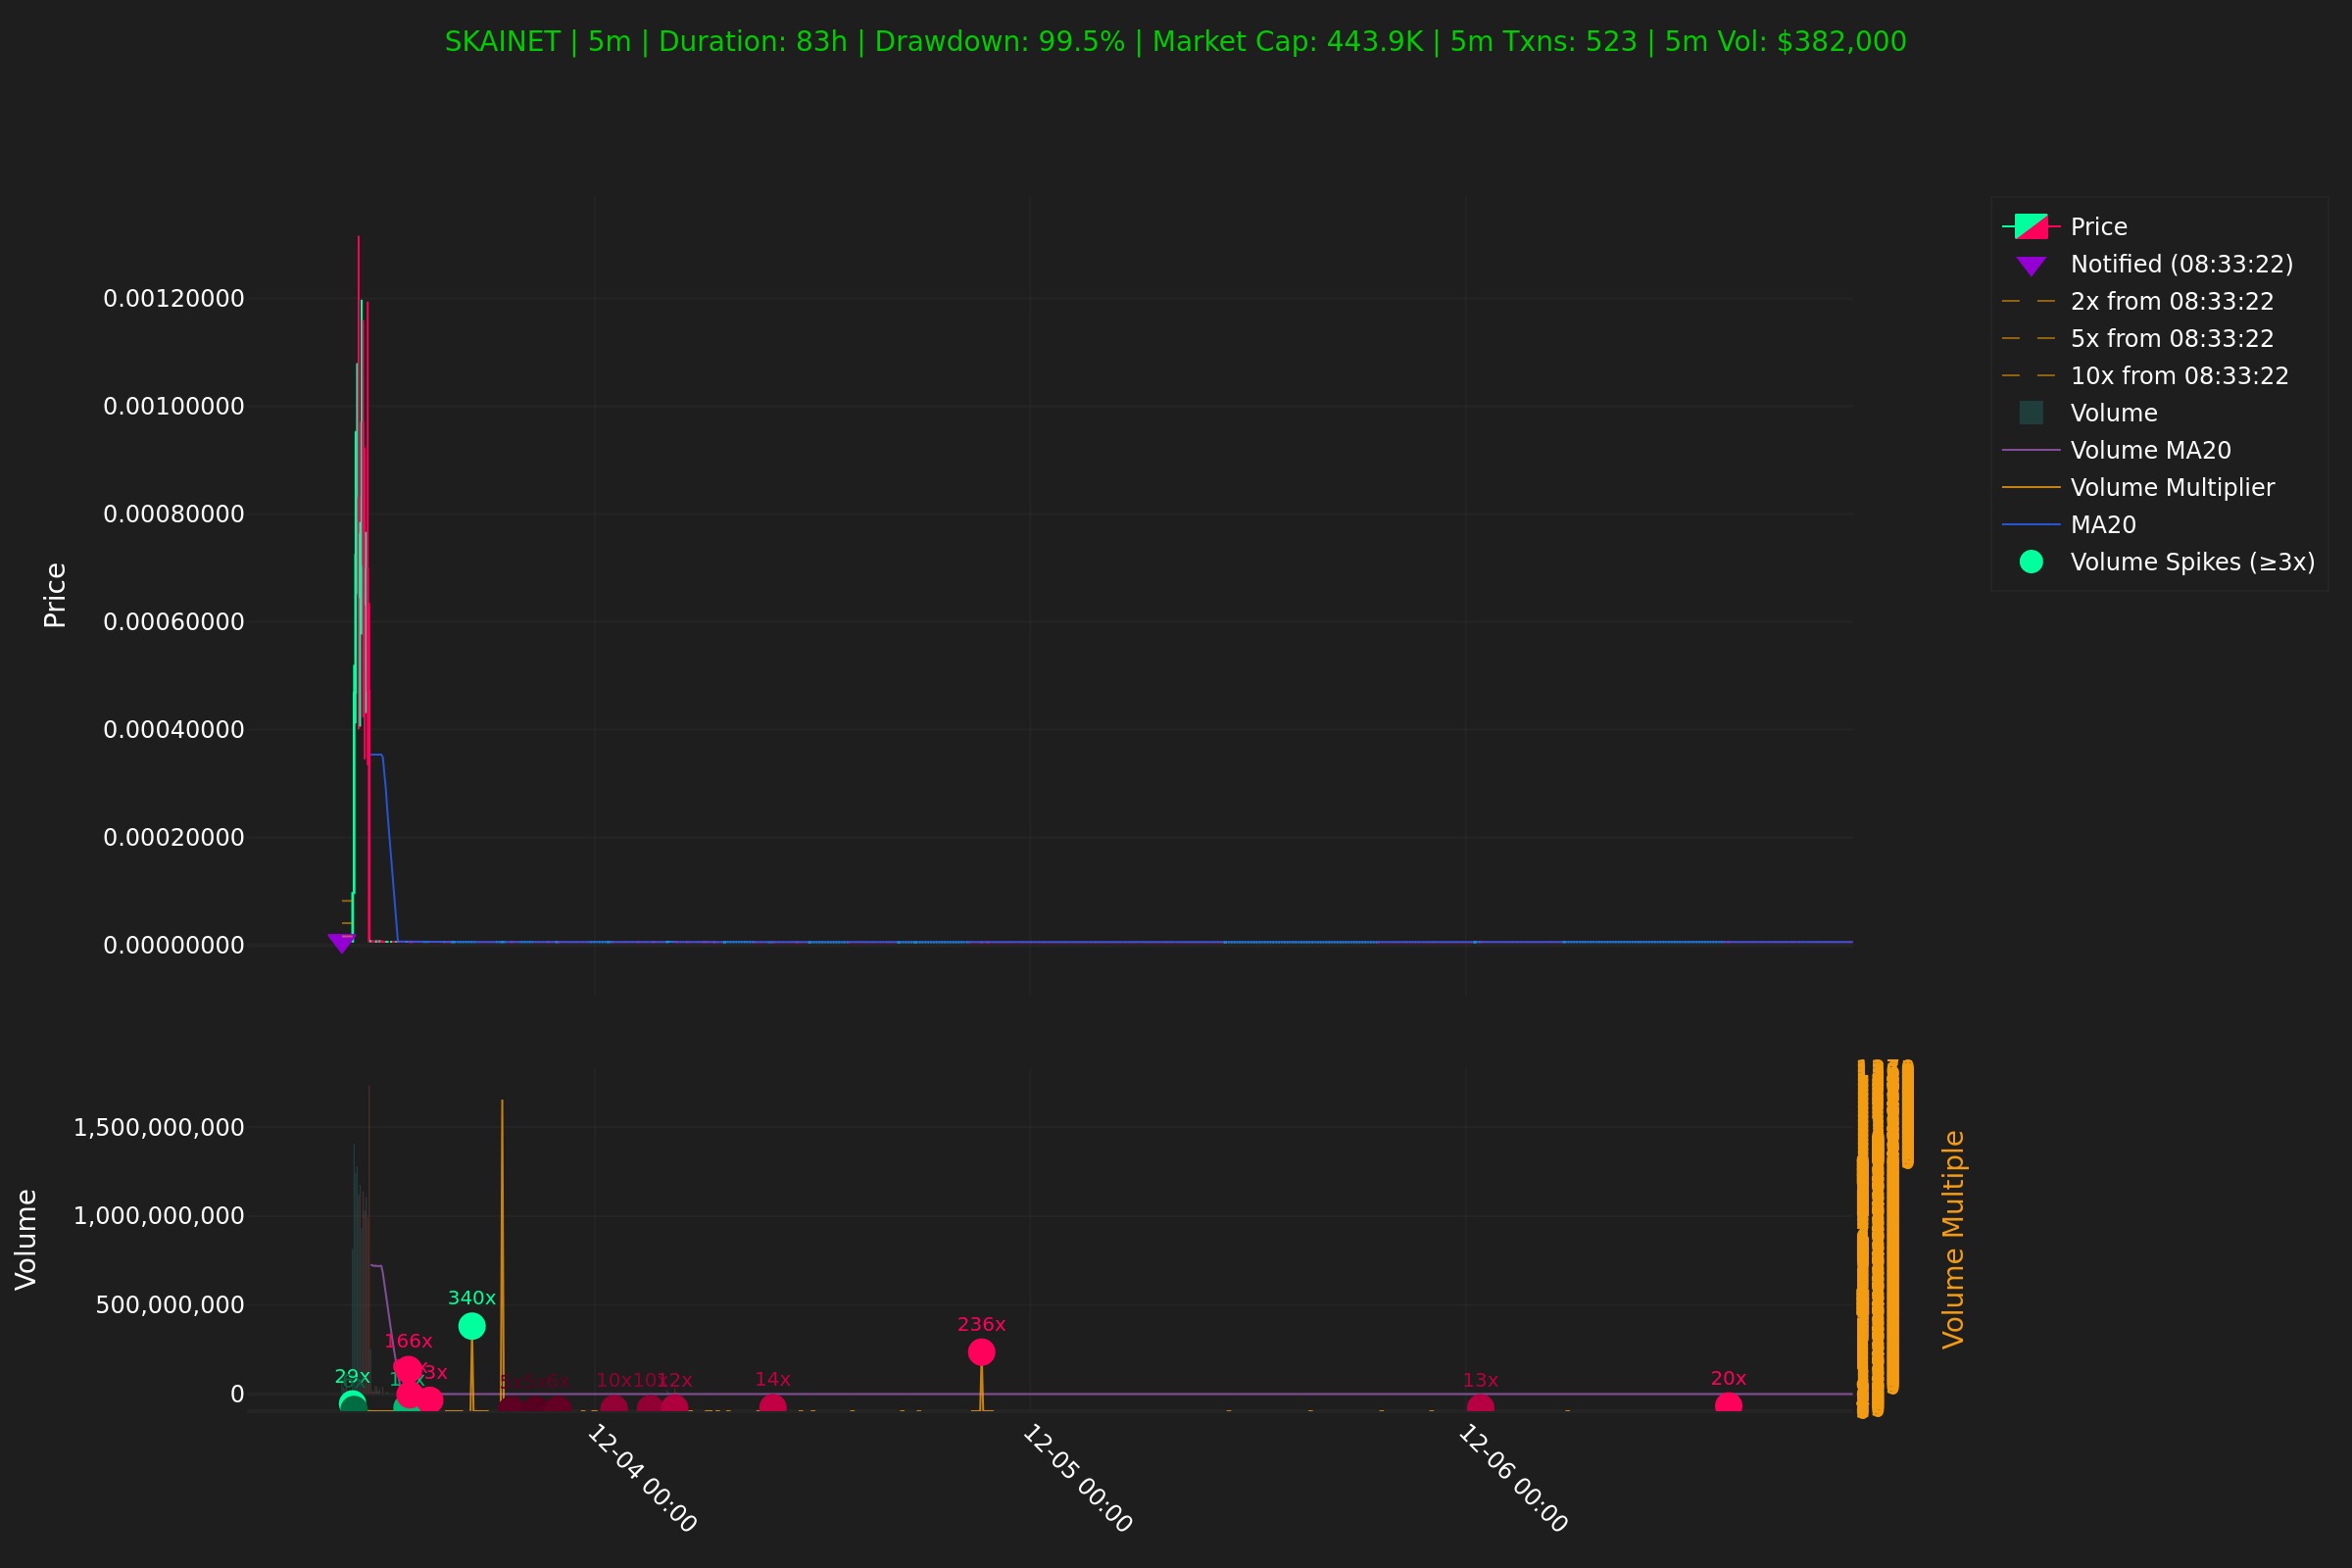 SKAINET | 5m | Duration: 83h | Drawdown: 99.5% | Market Cap: 443.9K | 5m Txns: 523 | 5m Vol: $382,000
Price
0.00120000
0.00100000
0.00080000
0.00060000
0.00040000
0.00020000
0.00000000
Price
Notified (08:33:22)
2x from 08:33:22
5x from 08:33:22
10x from 08:33:22
Volume
Volume MA20
Volume Multiplier
MA20
Volume Spikes (≥3x)
Volume
1,500,000,000
1,000,000,000
500,000,000
0
29x
166x
340x
10x
10x
12x
14x
236x
13x
20x
Volume Multiple
12-04 00:00
12-05 00:00
12-06 00:00